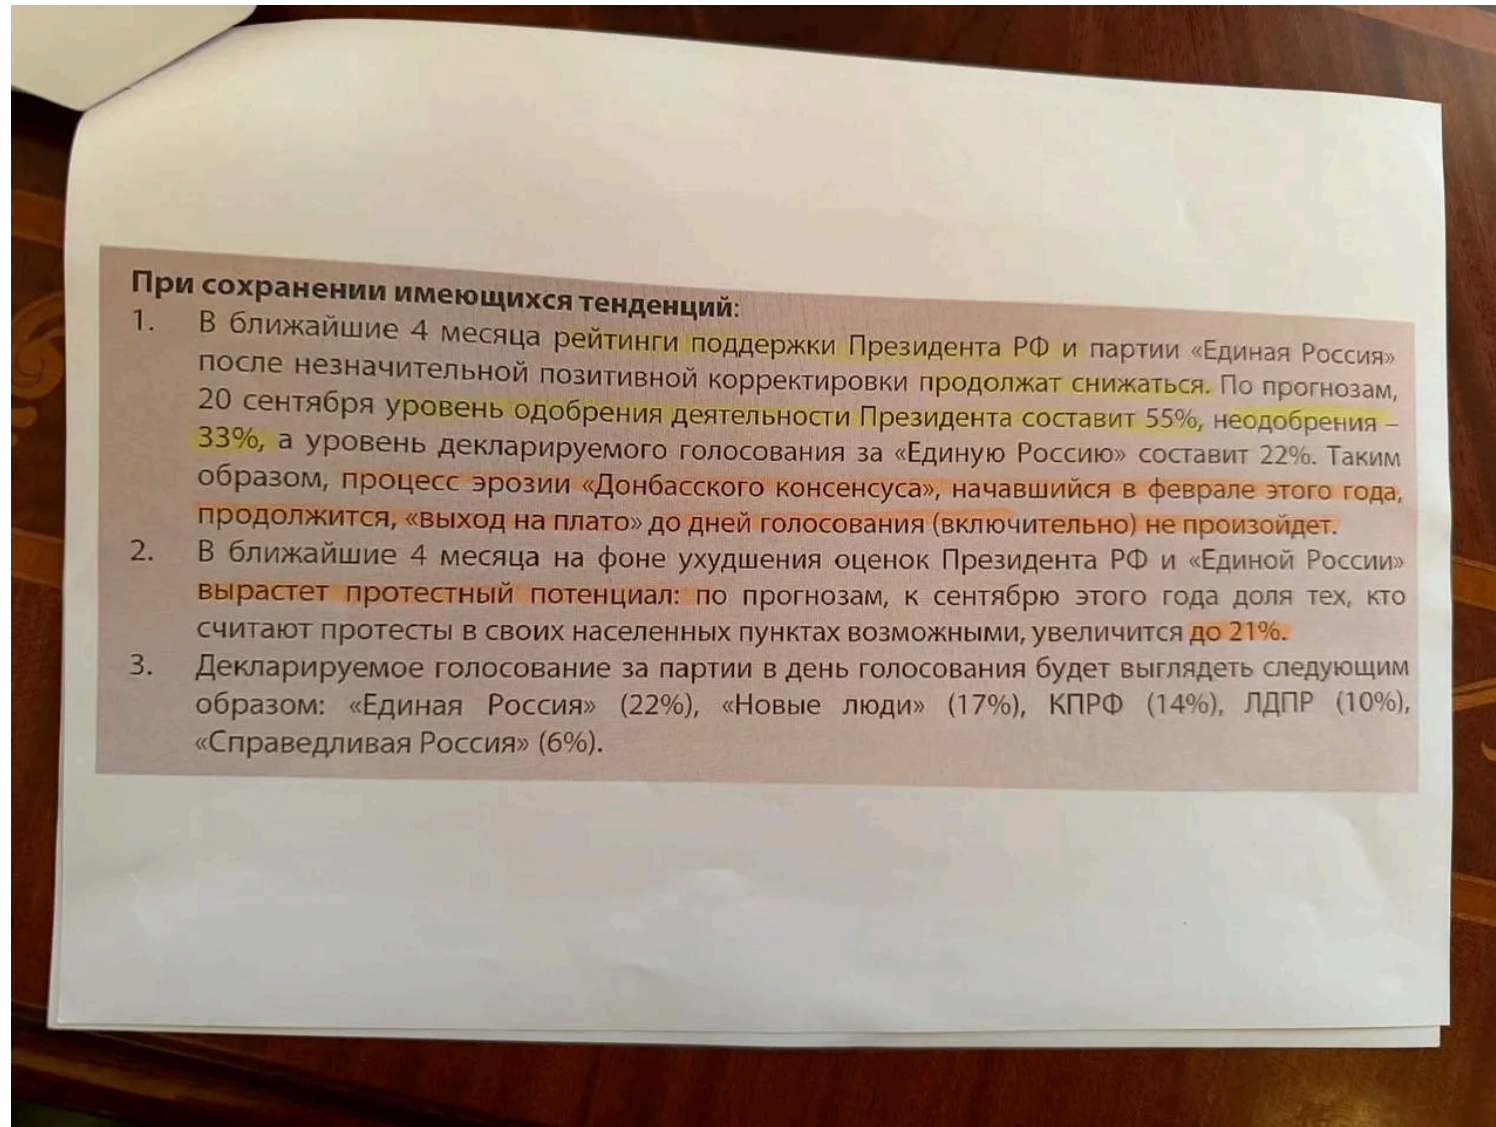 При сохранении имеющихся тенденций:
1. В ближайшие 4 месяца рейтинги поддержки Президента РФ и партии «Единая Россия»
после незначительной позитивной корректировки продолжат снижаться. По прогнозам,
20 сентября уровень одобрения деятельности Президента составит 55%, неодобрения –
33%, а уровень декларируемого голосования за «Единую Россию» составит 22%. Таким
образом, процесс эрозии «Донбасского консенсуса», начавшийся в феврале этого года,
продолжится, «выход на плато» до дней голосования (включительно) не произойдет.
2. В ближайшие 4 месяца на фоне ухудшения оценок Президента РФ и «Единой России»
вырастет протестный потенциал: по прогнозам, к сентябрю этого года доля тех, кто
считают протесты в своих населенных пунктах возможными, увеличится до 21%.
3. Декларируемое голосование за партии в день голосования будет выглядеть следующим
образом: «Единая Россия» (22%), «Новые люди» (17%), КПРФ (14%), ЛДПР (10%),
«Справедливая Россия» (6%).